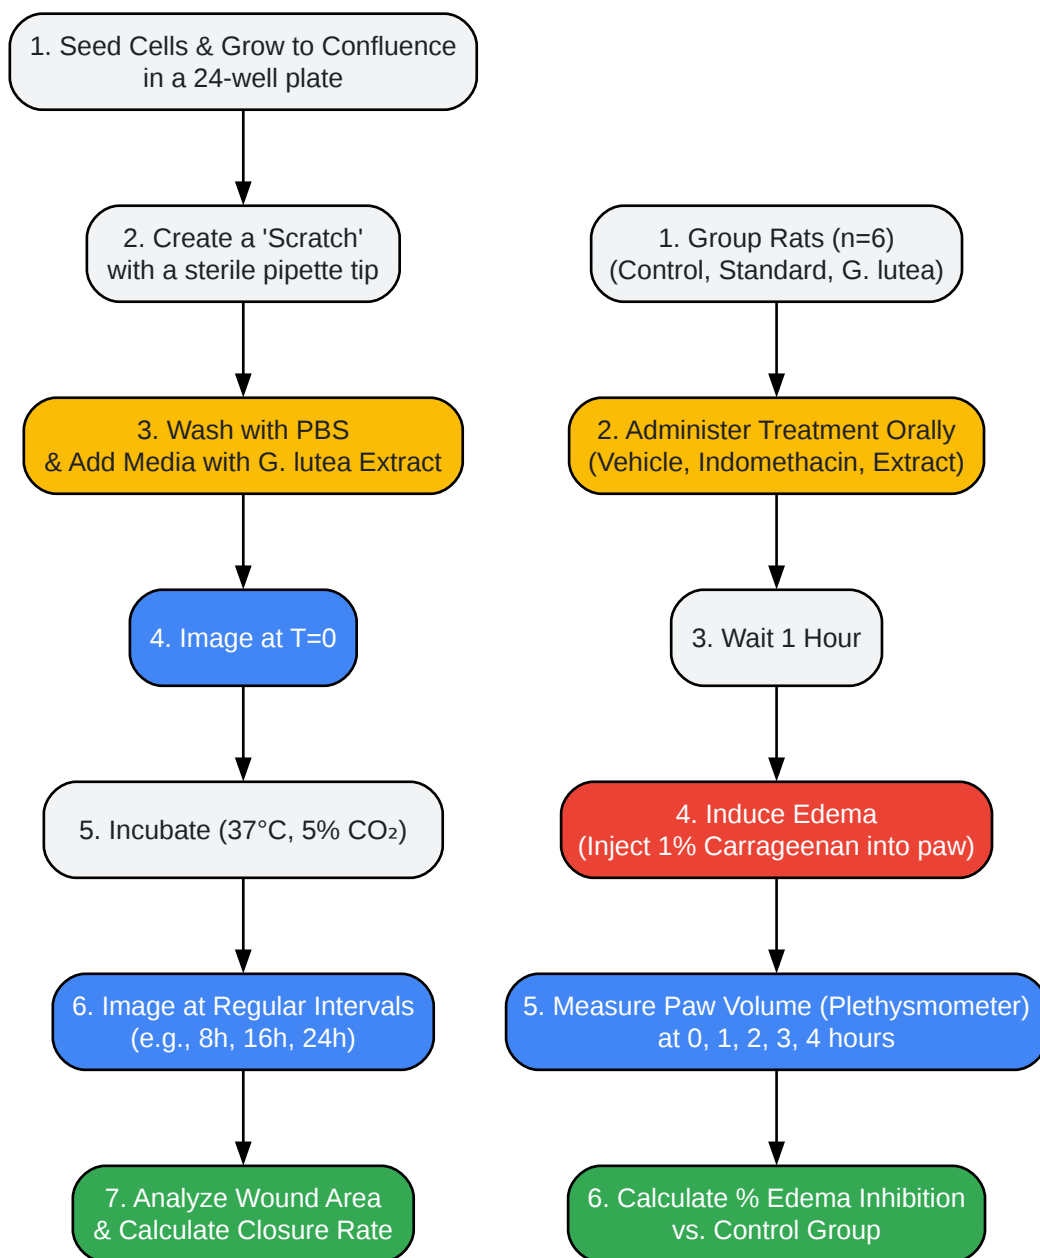 1. Seed Cells & Grow to Confluence
in a 24-well plate
2. Create a 'Scratch'
with a sterile pipette tip
3. Wash with PBS
& Add Media with G. lutea Extract
4. Image at T=0
5. Incubate (37°C, 5% CO₂)
6. Image at Regular Intervals
(e.g., 8h, 16h, 24h)
7. Analyze Wound Area
& Calculate Closure Rate
1. Group Rats (n=6)
(Control, Standard, G. lutea)
2. Administer Treatment Orally
(Vehicle, Indomethacin, Extract)
3. Wait 1 Hour
4. Induce Edema
(Inject 1% Carrageenan into paw)
5. Measure Paw Volume (Plethysmometer)
at 0, 1, 2, 3, 4 hours
6. Calculate % Edema Inhibition
vs. Control Group